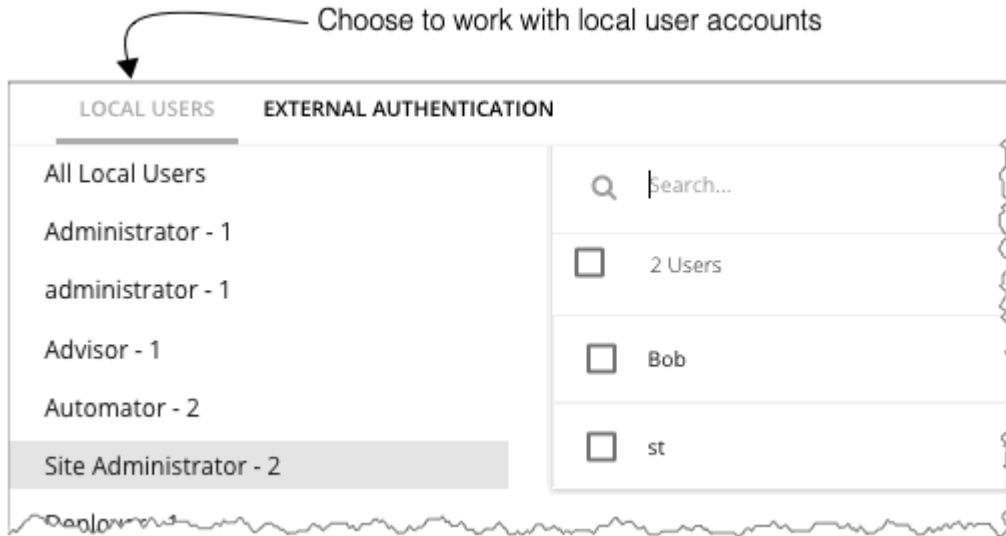 Choose to work with local user accounts
LOCAL USERS EXTERNAL AUTHENTICATION
All Local Users
Administrator - 1
administrator - 1
Advisor - 1
Automator - 2
Site Administrator - 2
Search...
2 Users
Bob
st